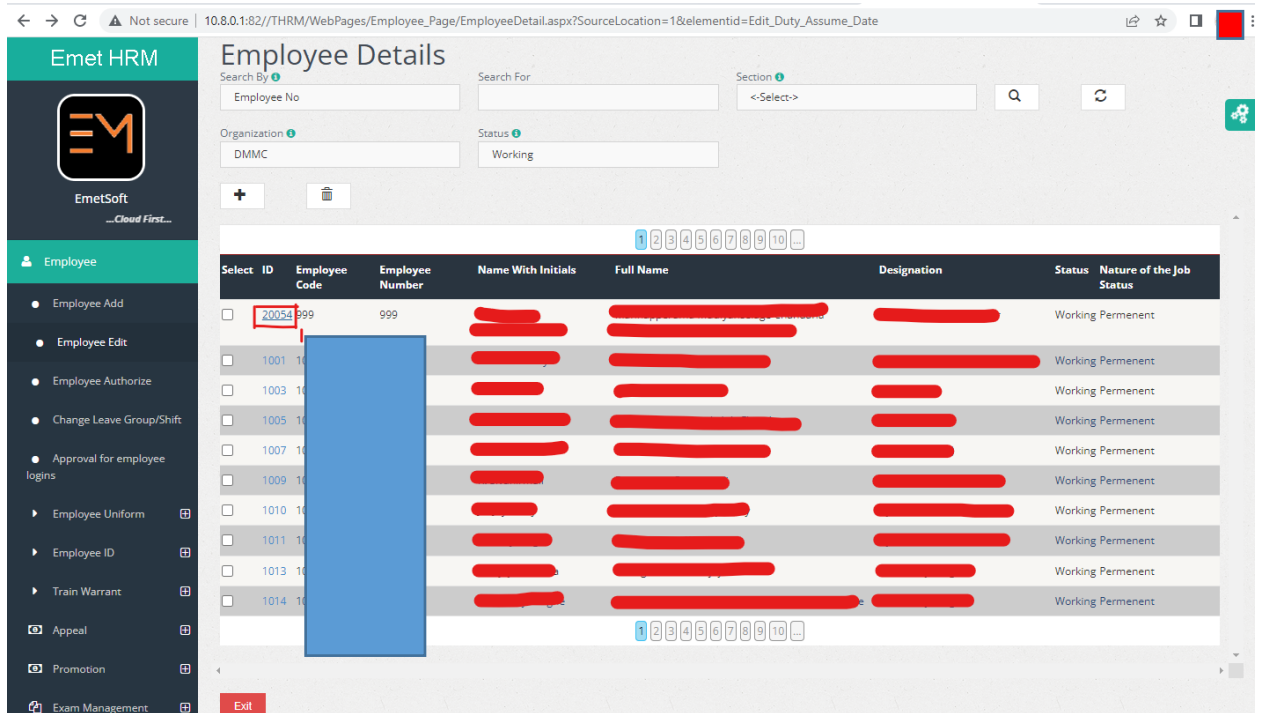 Not secure | 10.8.0.1:82//THRM/WebPages/Employee_Page/EmployeeDetail.aspx?SourceLocation=1&elementid=Edit_Duty_Assume_Date
Emet HRM
EM
EmetSoft
...Cloud First...
Employee
Employee Add
Employee Edit
Employee Authorize
Change Leave Group/Shift
Approval for employee
logins
Employee Uniform
Employee ID
Train Warrant
Appeal
Promotion
Exam Management
Employee Details
Search By Search For Section
Employee No <-Select->
Organization Status
DMMC Working
1 2 3 4 5 6 7 8 9 10 ...
Select ID Employee Code Employee Number Name With Initials Full Name Designation Status Nature of the Job Status
20054 999 999 Working Permenent
1001 Working Permenent
1003 Working Permenent
1005 Working Permenent
1007 Working Permenent
1009 Working Permenent
1010 Working Permenent
1011 Working Permenent
1013 Working Permenent
1014 Working Permenent
1 2 3 4 5 6 7 8 9 10 ...
Exit